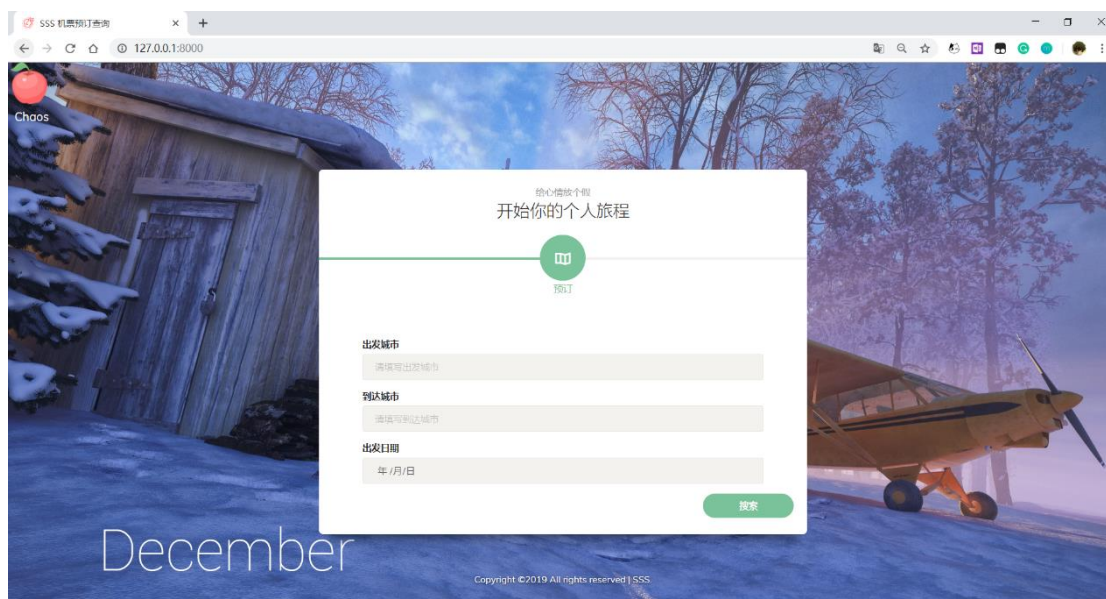 SSS 机票预订查询
127.0.0.1:8000
Chaos
给心情放个假
开始你的个人旅程
预订
出发城市
请填写出发城市
到达城市
请填写到达城市
出发日期
年 /月/日
搜索
December
Copyright ©2019 All rights reserved | SSS